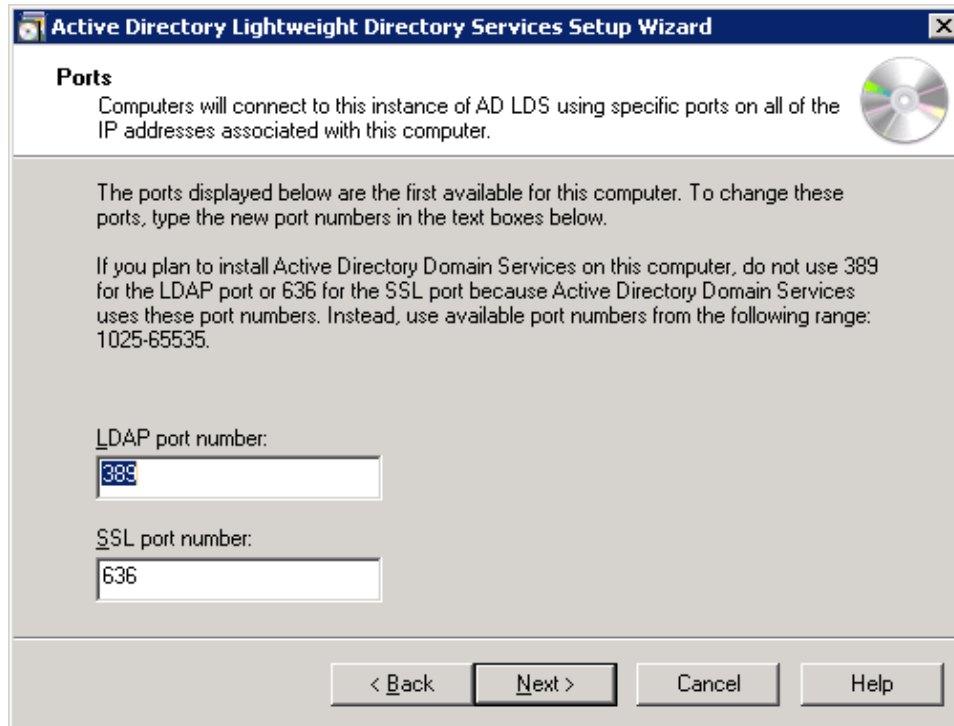 Active Directory Lightweight Directory Services Setup Wizard
Ports
Computers will connect to this instance of AD LDS using specific ports on all of the
IP addresses associated with this computer.
The ports displayed below are the first available for this computer. To change these
ports, type the new port numbers in the text boxes below.
If you plan to install Active Directory Domain Services on this computer, do not use 389
for the LDAP port or 636 for the SSL port because Active Directory Domain Services
uses these port numbers. Instead, use available port numbers from the following range:
1025-65535.
LDAP port number:
389
SSL port number:
636
< Back Next > Cancel Help